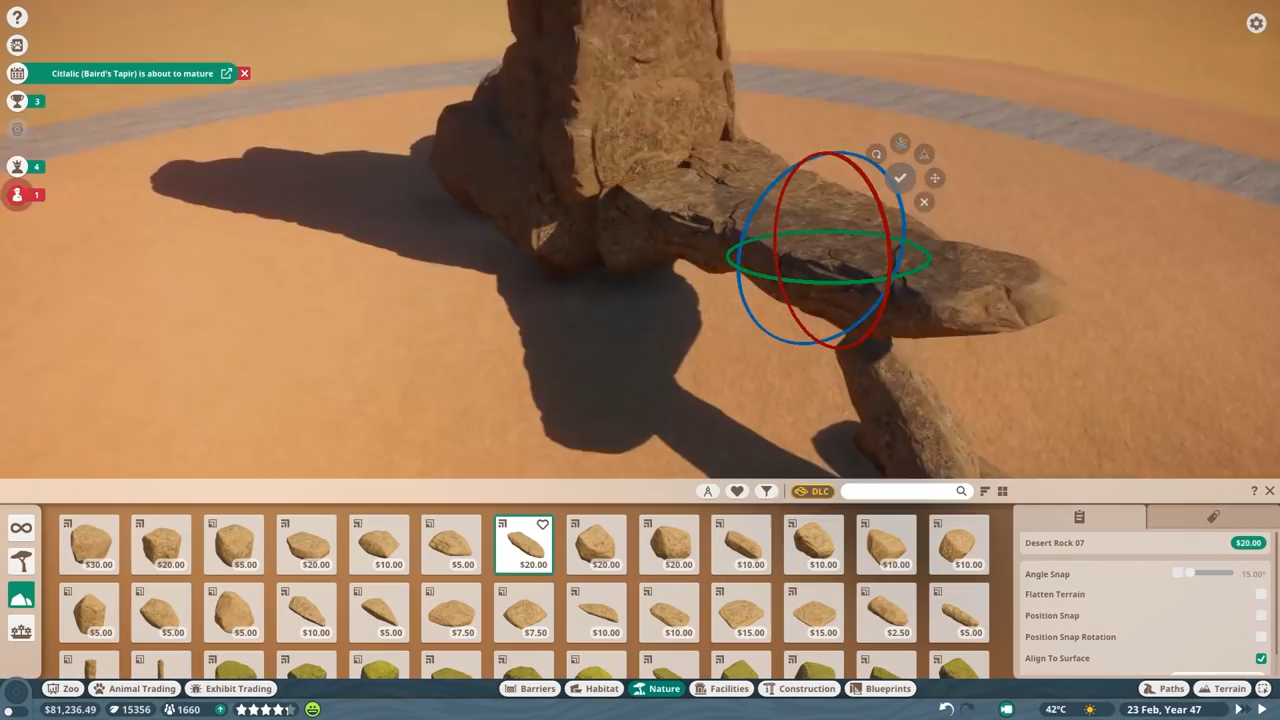 ?
Citlalic (Baird's Tapir) is about to mature
3
4
1
DLC
?
$30.00 $20.00 $5.00 $20.00 $10.00 $5.00 $20.00 $20.00 $20.00 $10.00 $10.00 $10.00 $10.00
$5.00 $5.00 $5.00 $10.00 $5.00 $7.50 $7.50 $10.00 $10.00 $15.00 $15.00 $2.50 $5.00
Desert Rock 07 $20.00
Angle Snap 15.00°
Flatten Terrain
Position Snap
Position Snap Rotation
Align To Surface
Zoo Animal Trading Exhibit Trading Barriers Habitat Nature Facilities Construction Blueprints Paths Terrain
$81,236.49 15356 1660 42°C 23 Feb, Year 47